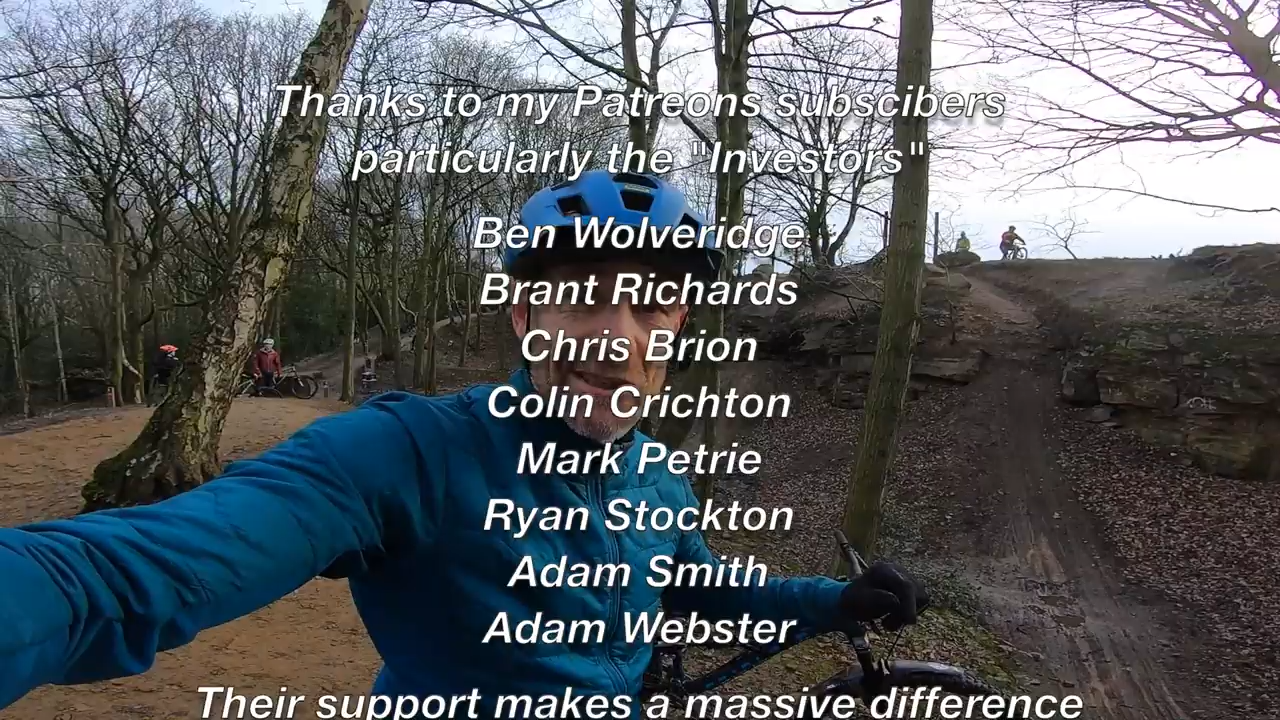 Thanks to my Patreons subscibers
particularly the "Investors"
Ben Wolveridge
Brant Richards
Chris Brion
Colin Crichton
Mark Petrie
Ryan Stockton
Adam Smith
Adam Webster
Their support makes a massive difference